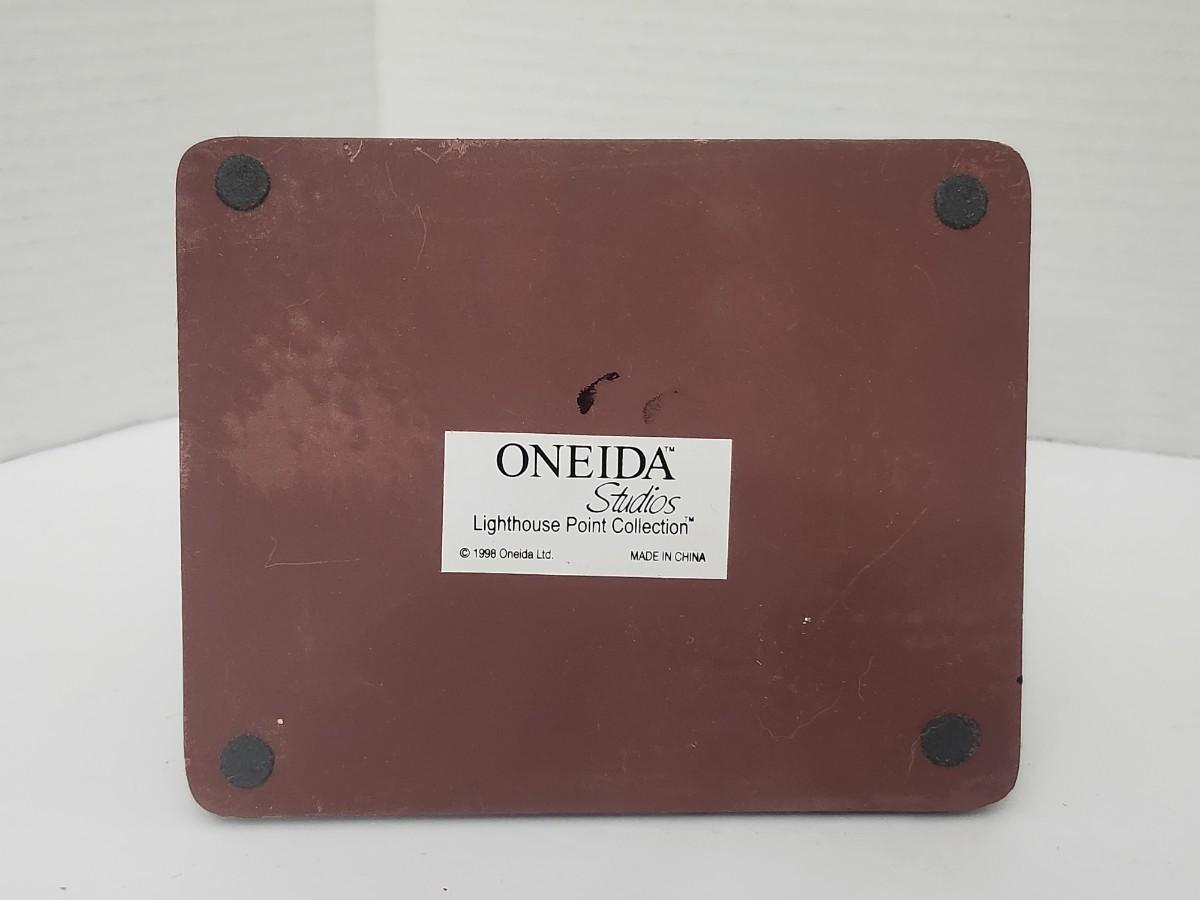 ONEIDA™
Studios
Lighthouse Point Collection™
© 1998 Oneida Ltd. MADE IN CHINA